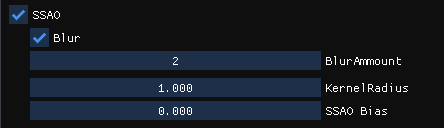 SSAO
Blur
2 BlurAmmount
1.000 KernelRadius
0.000 SSAO Bias